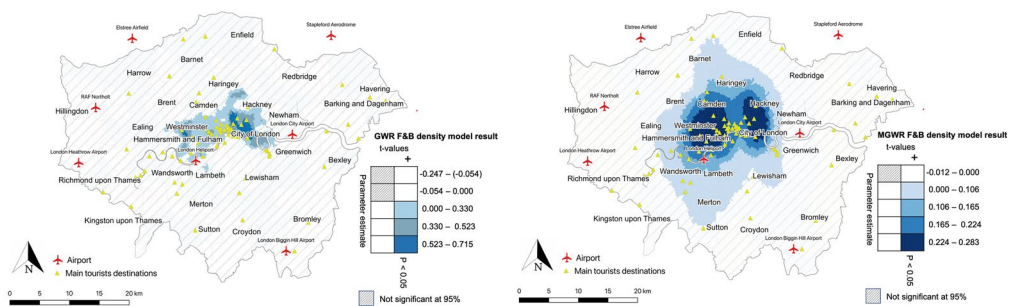 Elstree Airfield
Stapleford Aerodrome
Enfield
Barnet
Harrow
Haringey
Redbridge
Havering
RAF Northolt
Brent
Camden
Hackney
Barking and Dagenham
Hillingdon
Newham
Ealing
Westminster
London City Airport
City of London
Hammersmith and Fulham
London Heathrow Airport
London Heliport
Greenwich
Bexley
Richmond upon Thames
Wandsworth
Lambeth
Lewisham
Merton
Kingston upon Thames
Bromley
Sutton
Croydon
London Biggin Hill Airport
N
Airport
Main tourists destinations
0 5 10 15 20 km
GWR F&B density model result
t-values
+
Parameter estimate
-0.247 – (-0.054)
-0.054 – 0.000
0.000 – 0.330
0.330 – 0.523
0.523 – 0.715
P < 0.05
Not significant at 95%
Elstree Airfield
Stapleford Aerodrome
Enfield
Barnet
Harrow
Haringey
Redbridge
Havering
RAF Northolt
Brent
Camden
Hackney
Barking and Dagenham
Hillingdon
Newham
Ealing
Westminster
London City Airport
City of London
Hammersmith and Fulham
London Heathrow Airport
London Heliport
Greenwich
Bexley
Richmond upon Thames
Wandsworth
Lambeth
Lewisham
Merton
Kingston upon Thames
Bromley
Sutton
Croydon
London Biggin Hill Airport
N
Airport
Main tourists destinations
0 5 10 15 20 km
MGWR F&B density model result
t-values
+
Parameter estimate
-0.012 – 0.000
0.000 – 0.106
0.106 – 0.165
0.165 – 0.224
0.224 – 0.283
P < 0.05
Not significant at 95%